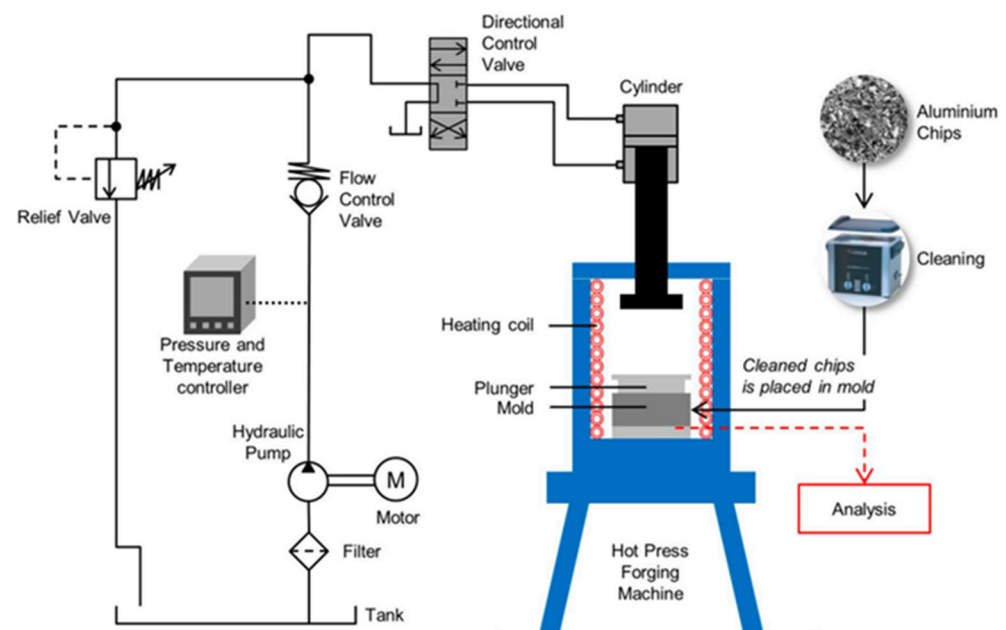 Directional
Control
Valve
Cylinder
Aluminium
Chips
Flow
Control
Valve
Relief Valve
Cleaning
Pressure and
Temperature
controller
Heating coil
Cleaned chips
is placed in mold
Plunger
Mold
Hydraulic
Pump
M
Motor
Analysis
Filter
Hot Press
Forging
Machine
Tank